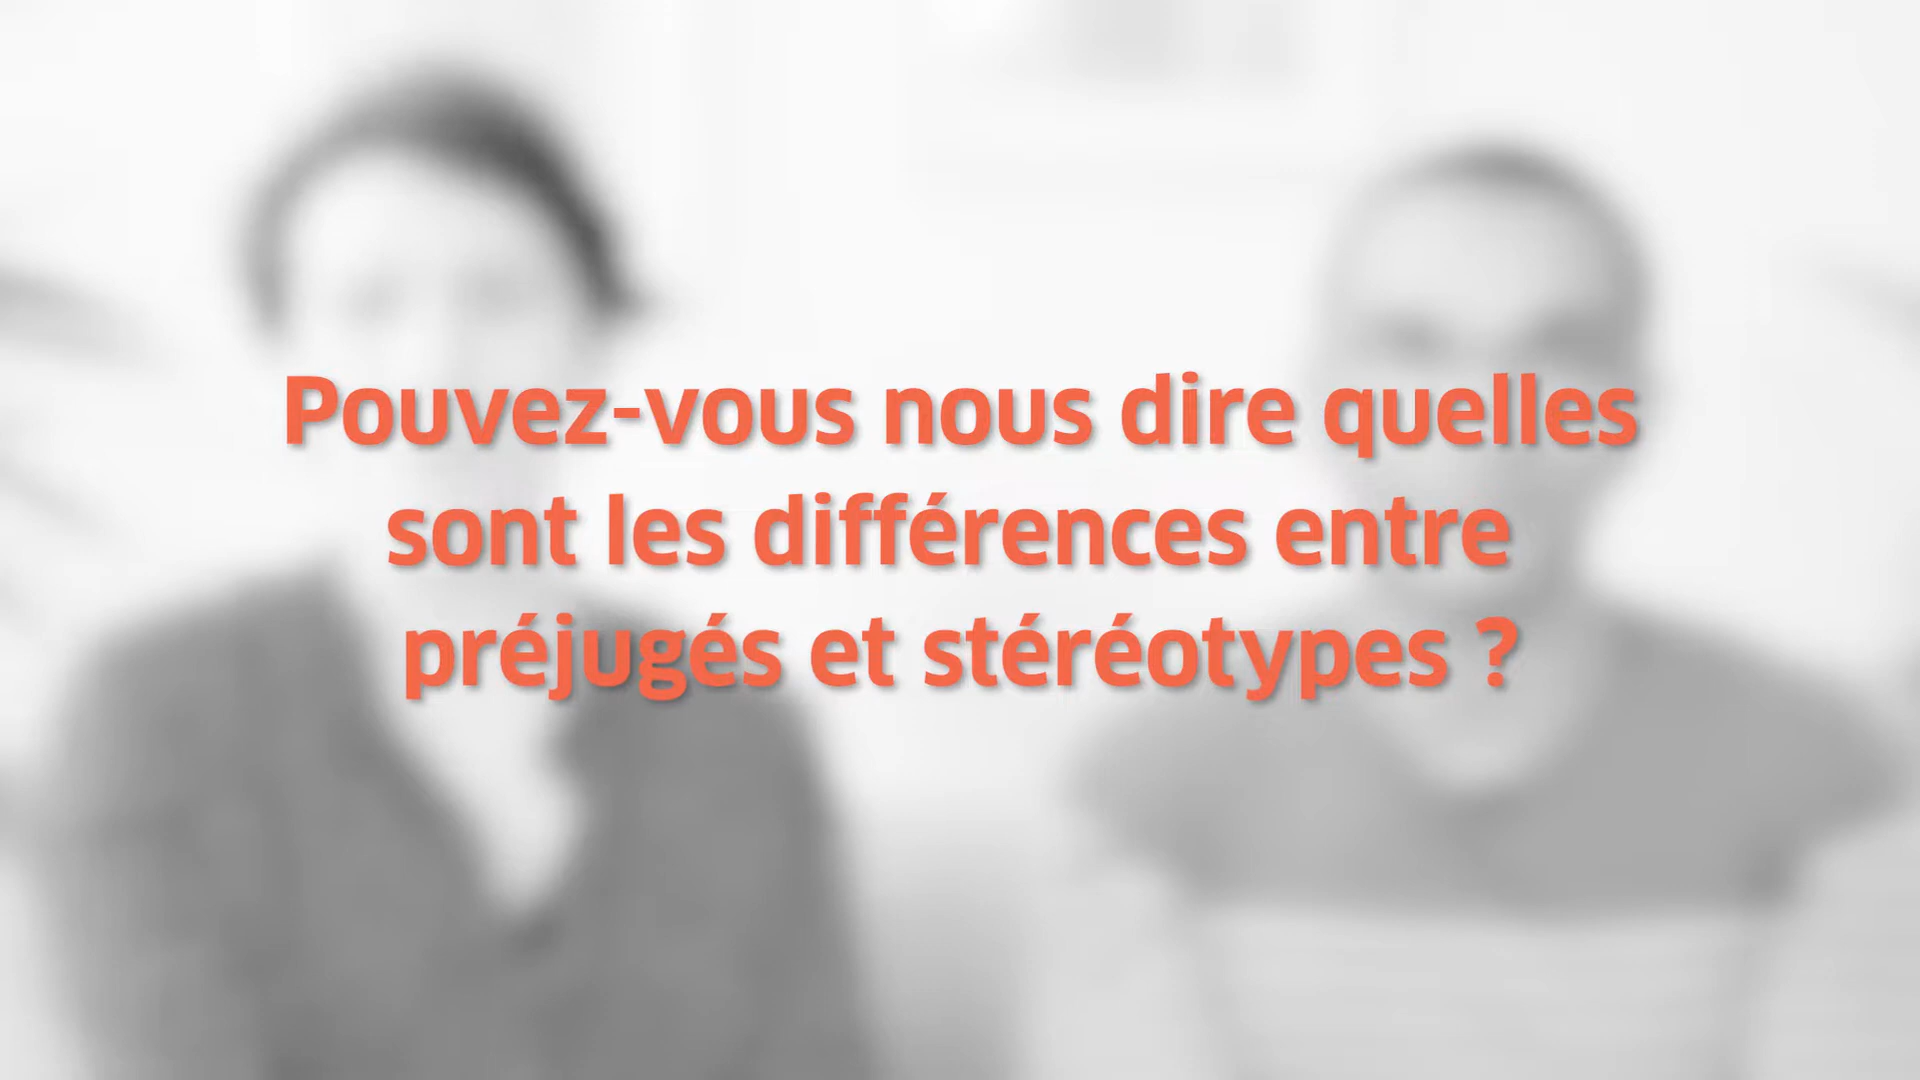 Pouvez-vous nous dire quelles
sont les différences entre
préjugés et stéréotypes ?